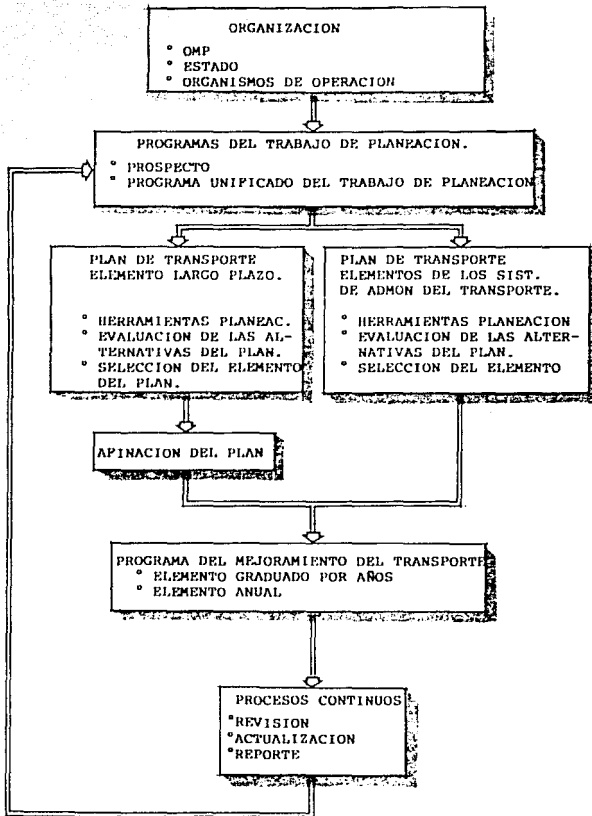 ORGANIZACION
° OMP
° ESTADO
° ORGANISMOS DE OPERACION
PROGRAMAS DEL TRABAJO DE PLANEACION.
° PROSPECTO
° PROGRAMA UNIFICADO DEL TRABAJO DE PLANEACION
PLAN DE TRANSPORTE
ELEMENTO LARGO PLAZO.
° HERRAMIENTAS PLANEAC.
° EVALUACION DE LAS AL-
TERNATIVAS DEL PLAN.
° SELECCION DEL ELEMENTO
DEL PLAN.
PLAN DE TRANSPORTE
ELEMENTOS DE LOS SIST.
DE ADMON DEL TRANSPORTE.
° HERRAMIENTAS PLANEACION
° EVALUACION DE LAS ALTER-
NATIVAS DEL PLAN.
° SELECCION DEL ELEMENTO
AFINACION DEL PLAN
PROGRAMA DEL MEJORAMIENTO DEL TRANSPORTE
° ELEMENTO GRADUADO POR AÑOS
° ELEMENTO ANUAL
PROCESOS CONTINUOS
°REVISION
°ACTUALIZACION
°REPORTE